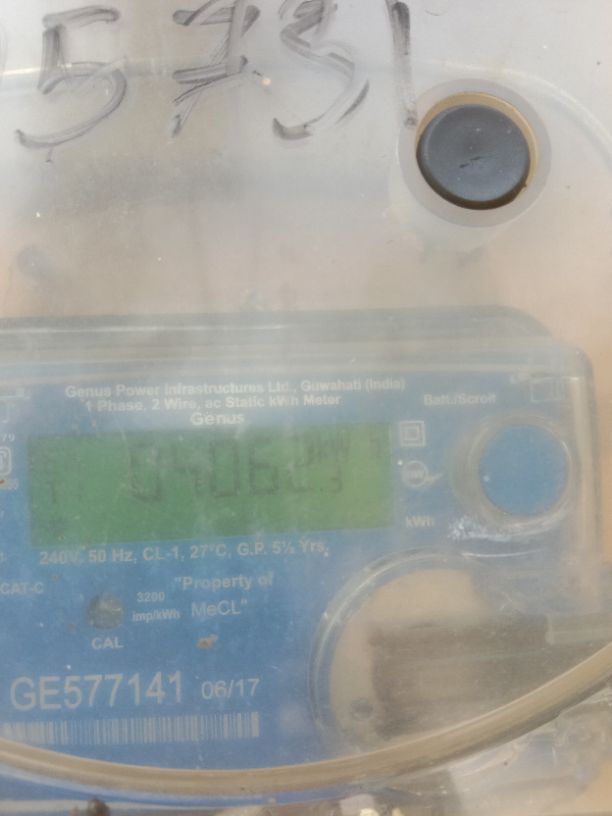 5731
Genus Power Infrastructures Ltd., Guwahati (India)
1 Phase, 2 Wire, ac Static kWh Meter
Batt./Scroll
Genus
79
kWh
240V, 50 Hz, CL-1, 27°C, G.P. 5½ Yrs.
CAT-C
3200
imp/kWh
"Property of
MeCL"
CAL
GE577141 06/17